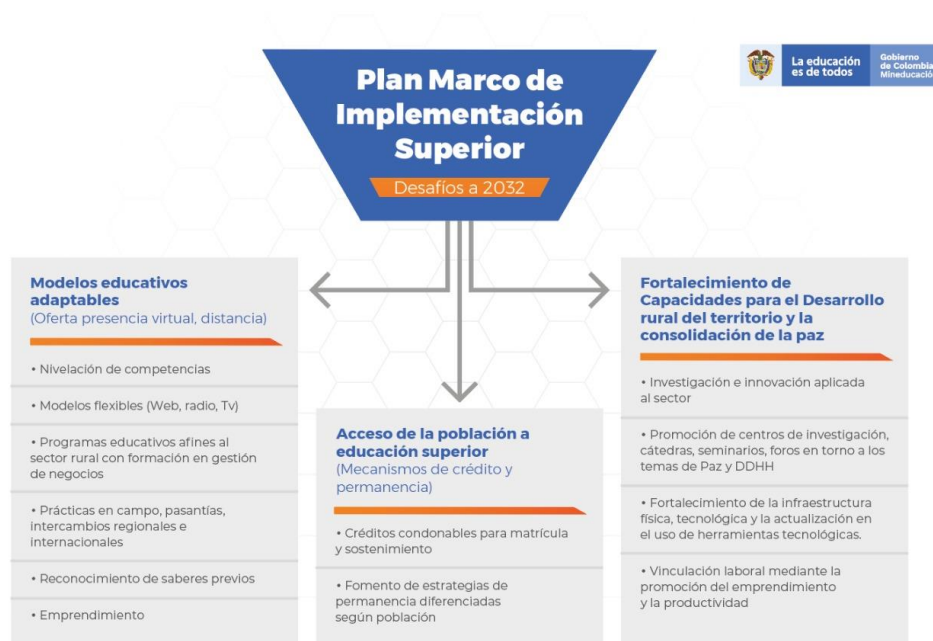 Plan Marco de
Implementación
Superior
Desafíos a 2032
La educación
es de todos
Gobierno
de Colombia
Mineducación
Modelos educativos
adaptables
(Oferta presencia virtual, distancia)
• Nivelación de competencias
• Modelos flexibles (Web, radio, Tv)
• Programas educativos afines al
sector rural con formación en gestión
de negocios
• Prácticas en campo, pasantías,
intercambios regionales e
internacionales
• Reconocimiento de saberes previos
• Emprendimiento
Acceso de la población a
educación superior
(Mecanismos de crédito y
permanencia)
• Créditos condonables para matrícula
y sostenimiento
• Fomento de estrategias de
permanencia diferenciadas
según población
Fortalecimiento de
Capacidades para el Desarrollo
rural del territorio y la
consolidación de la paz
• Investigación e innovación aplicada
al sector
• Promoción de centros de investigación,
cátedras, seminarios, foros en torno a los
temas de Paz y DDHH
• Fortalecimiento de la infraestructura
física, tecnológica y la actualización en
el uso de herramientas tecnológicas.
• Vinculación laboral mediante la
promoción del emprendimiento
y la productividad